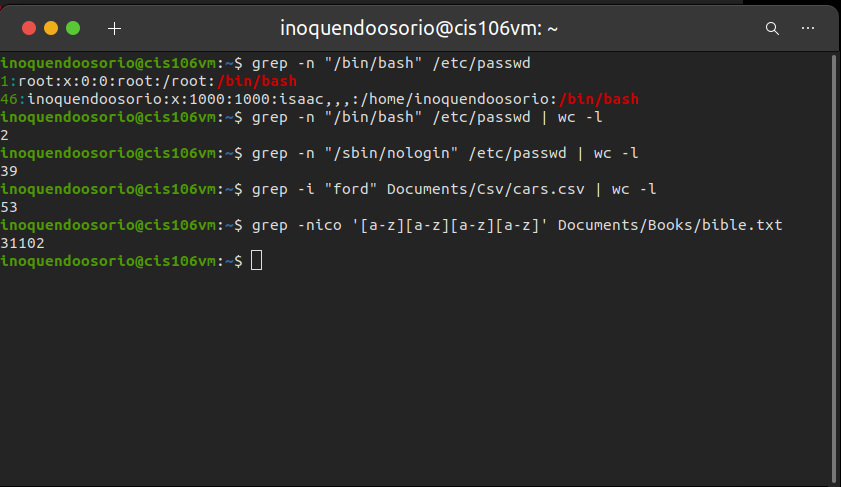 inoquendoosorio@cis106vm: ~
inoquendoosorio@cis106vm:~$ grep -n "/bin/bash" /etc/passwd
1:root:x:0:0:root:/root:/bin/bash
46:inoquendoosorio:x:1000:1000:isaac,,,:/home/inoquendoosorio:/bin/bash
inoquendoosorio@cis106vm:~$ grep -n "/bin/bash" /etc/passwd | wc -l
2
inoquendoosorio@cis106vm:~$ grep -n "/sbin/nologin" /etc/passwd | wc -l
39
inoquendoosorio@cis106vm:~$ grep -i "ford" Documents/Csv/cars.csv | wc -l
53
inoquendoosorio@cis106vm:~$ grep -nico '[a-z][a-z][a-z][a-z]' Documents/Books/bible.txt
31102
inoquendoosorio@cis106vm:~$